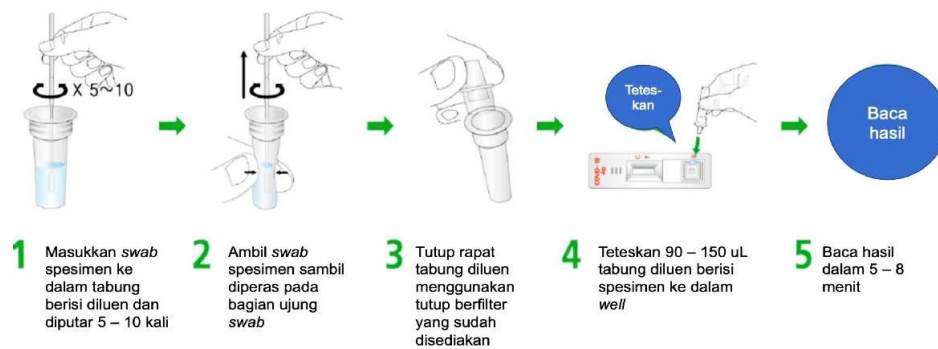 X 5~10
Tetes-
kan
Baca
hasil
COVID-19
Ag
C T
S
1 Masukkan swab
spesimen ke
dalam tabung
berisi diluen dan
diputar 5 – 10 kali
2 Ambil swab
spesimen sambil
diperas pada
bagian ujung
swab
3 Tutup rapat
tabung diluen
menggunakan
tutup berfilter
yang sudah
disediakan
4 Teteskan 90 – 150 uL
tabung diluen berisi
spesimen ke dalam
well
5 Baca hasil
dalam 5 – 8
menit